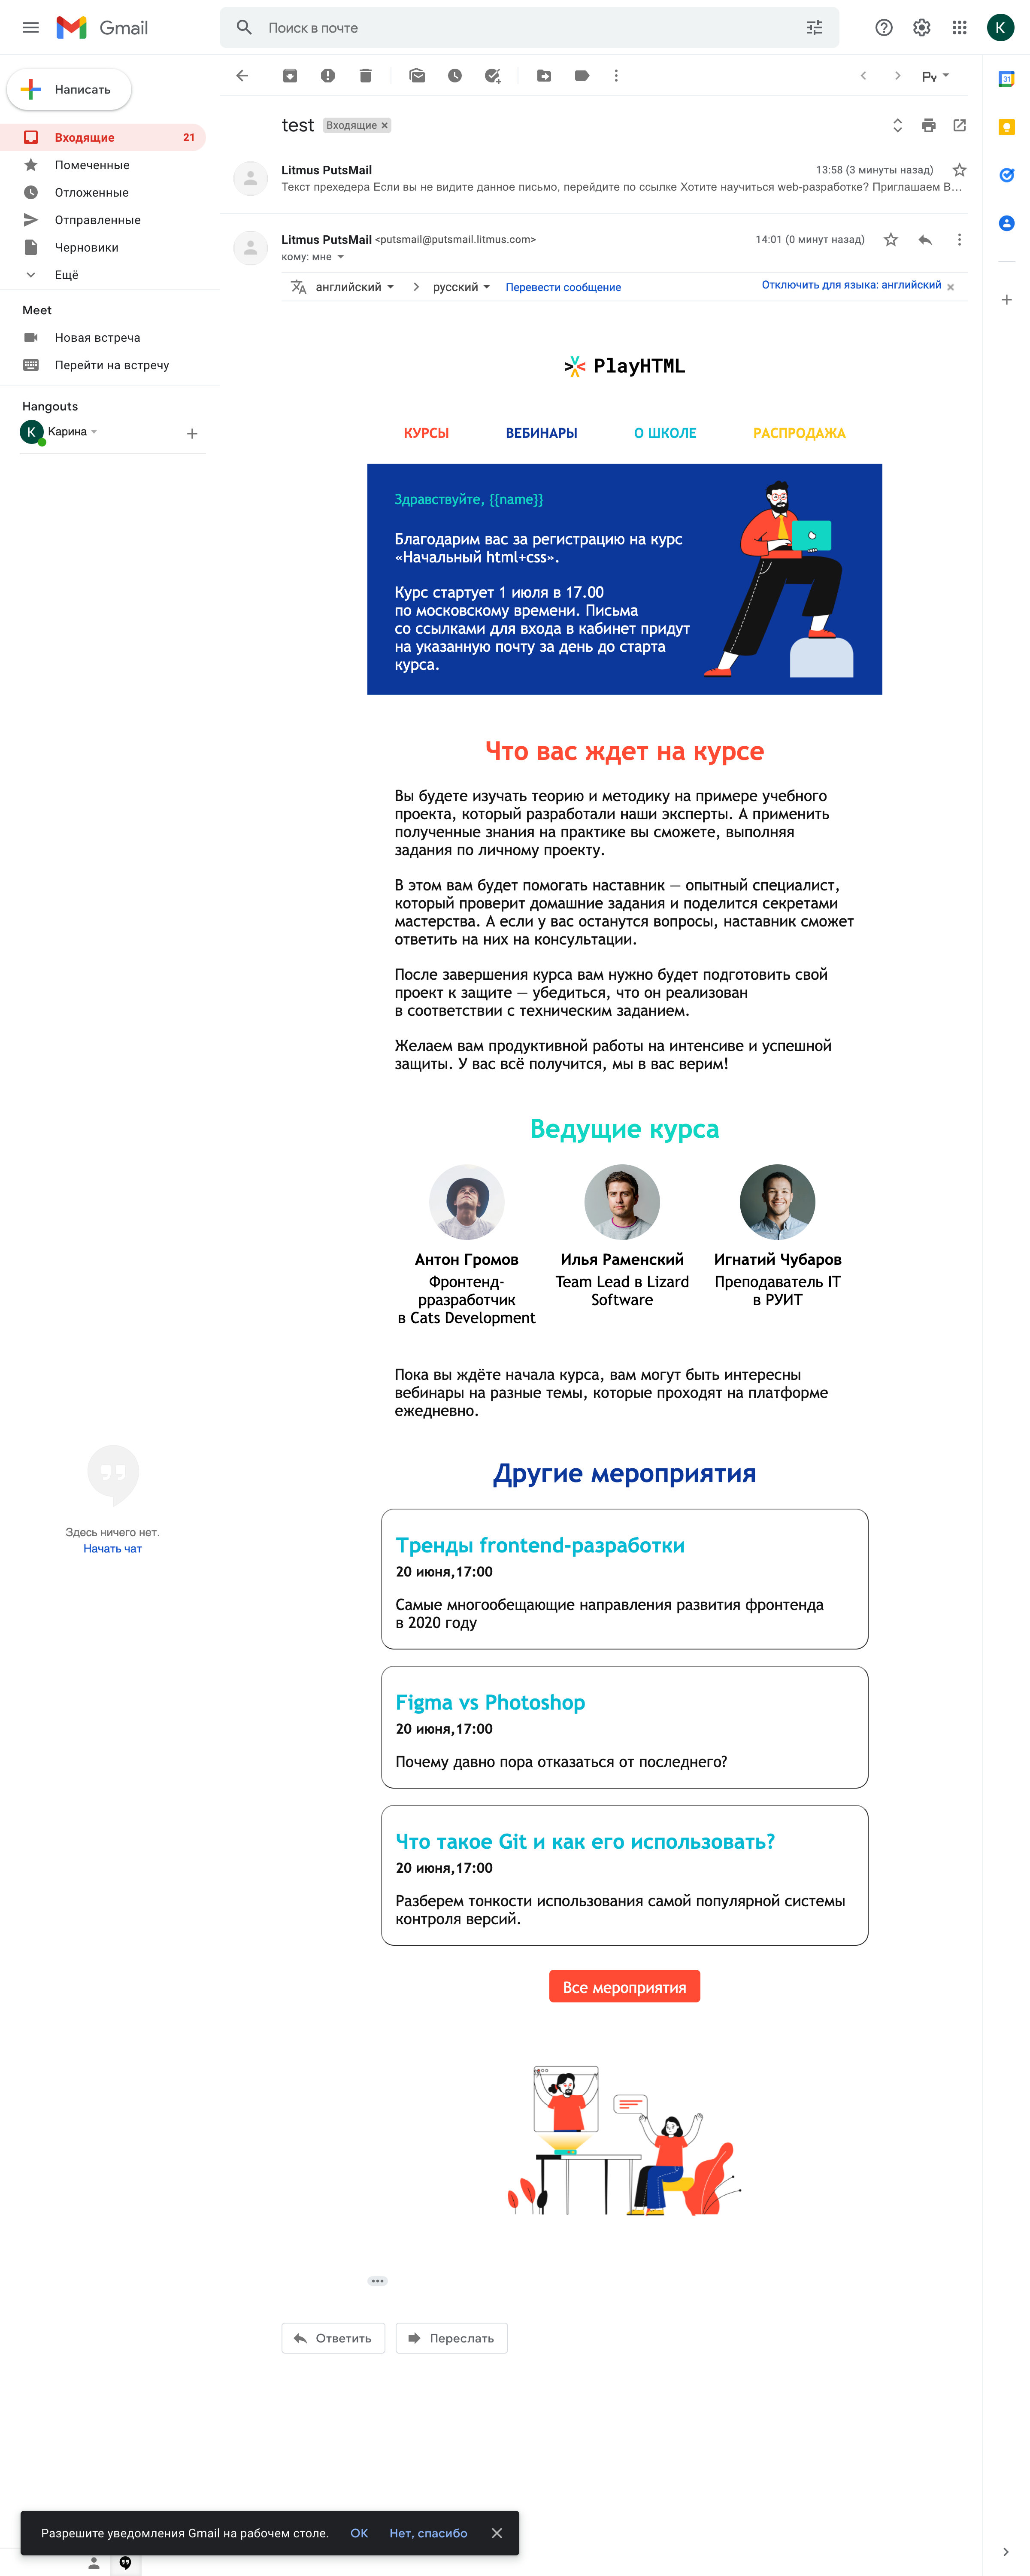 Gmail
Поиск в почте
K
Написать
Входящие 21
Помеченные
Отложенные
Отправленные
Черновики
Ещё
Meet
Новая встреча
Перейти на встречу
Hangouts
K Карина
Здесь ничего нет.
Начать чат
Ру
31
test Входящие ×
Litmus PutsMail 13:58 (3 минуты назад)
Текст прехедера Если вы не видите данное письмо, перейдите по ссылке Хотите научиться web-разработке? Приглашаем В…
Litmus PutsMail <putsmail@putsmail.litmus.com> 14:01 (0 минут назад)
кому: мне
английский > русский Перевести сообщение Отключить для языка: английский ×
PlayHTML
КУРСЫ ВЕБИНАРЫ О ШКОЛЕ РАСПРОДАЖА
Здравствуйте, {{name}}
Благодарим вас за регистрацию на курс
«Начальный html+css».
Курс стартует 1 июля в 17.00
по московскому времени. Письма
со ссылками для входа в кабинет придут
на указанную почту за день до старта
курса.
Что вас ждет на курсе
Вы будете изучать теорию и методику на примере учебного
проекта, который разработали наши эксперты. А применить
полученные знания на практике вы сможете, выполняя
задания по личному проекту.
В этом вам будет помогать наставник — опытный специалист,
который проверит домашние задания и поделится секретами
мастерства. А если у вас останутся вопросы, наставник сможет
ответить на них на консультации.
После завершения курса вам нужно будет подготовить свой
проект к защите — убедиться, что он реализован
в соответствии с техническим заданием.
Желаем вам продуктивной работы на интенсиве и успешной
защиты. У вас всё получится, мы в вас верим!
Ведущие курса
Антон Громов
Фронтенд-
рразработчик
в Cats Development
Илья Раменский
Team Lead в Lizard
Software
Игнатий Чубаров
Преподаватель IT
в РУИТ
Пока вы ждёте начала курса, вам могут быть интересны
вебинары на разные темы, которые проходят на платформе
ежедневно.
Другие мероприятия
Тренды frontend-разработки
20 июня,17:00
Самые многообещающие направления развития фронтенда
в 2020 году
Figma vs Photoshop
20 июня,17:00
Почему давно пора отказаться от последнего?
Что такое Git и как его использовать?
20 июня,17:00
Разберем тонкости использования самой популярной системы
контроля версий.
Все мероприятия
Ответить Переслать
Разрешите уведомления Gmail на рабочем столе. ОК Нет, спасибо